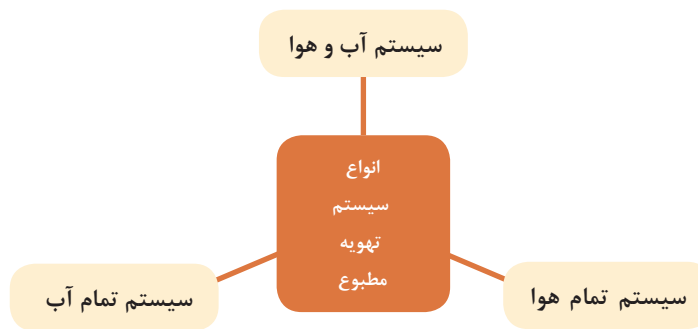 سیستم آب و هوا
انواع
سیستم
تهویه
مطبوع
سیستم تمام هوا
سیستم تمام آب